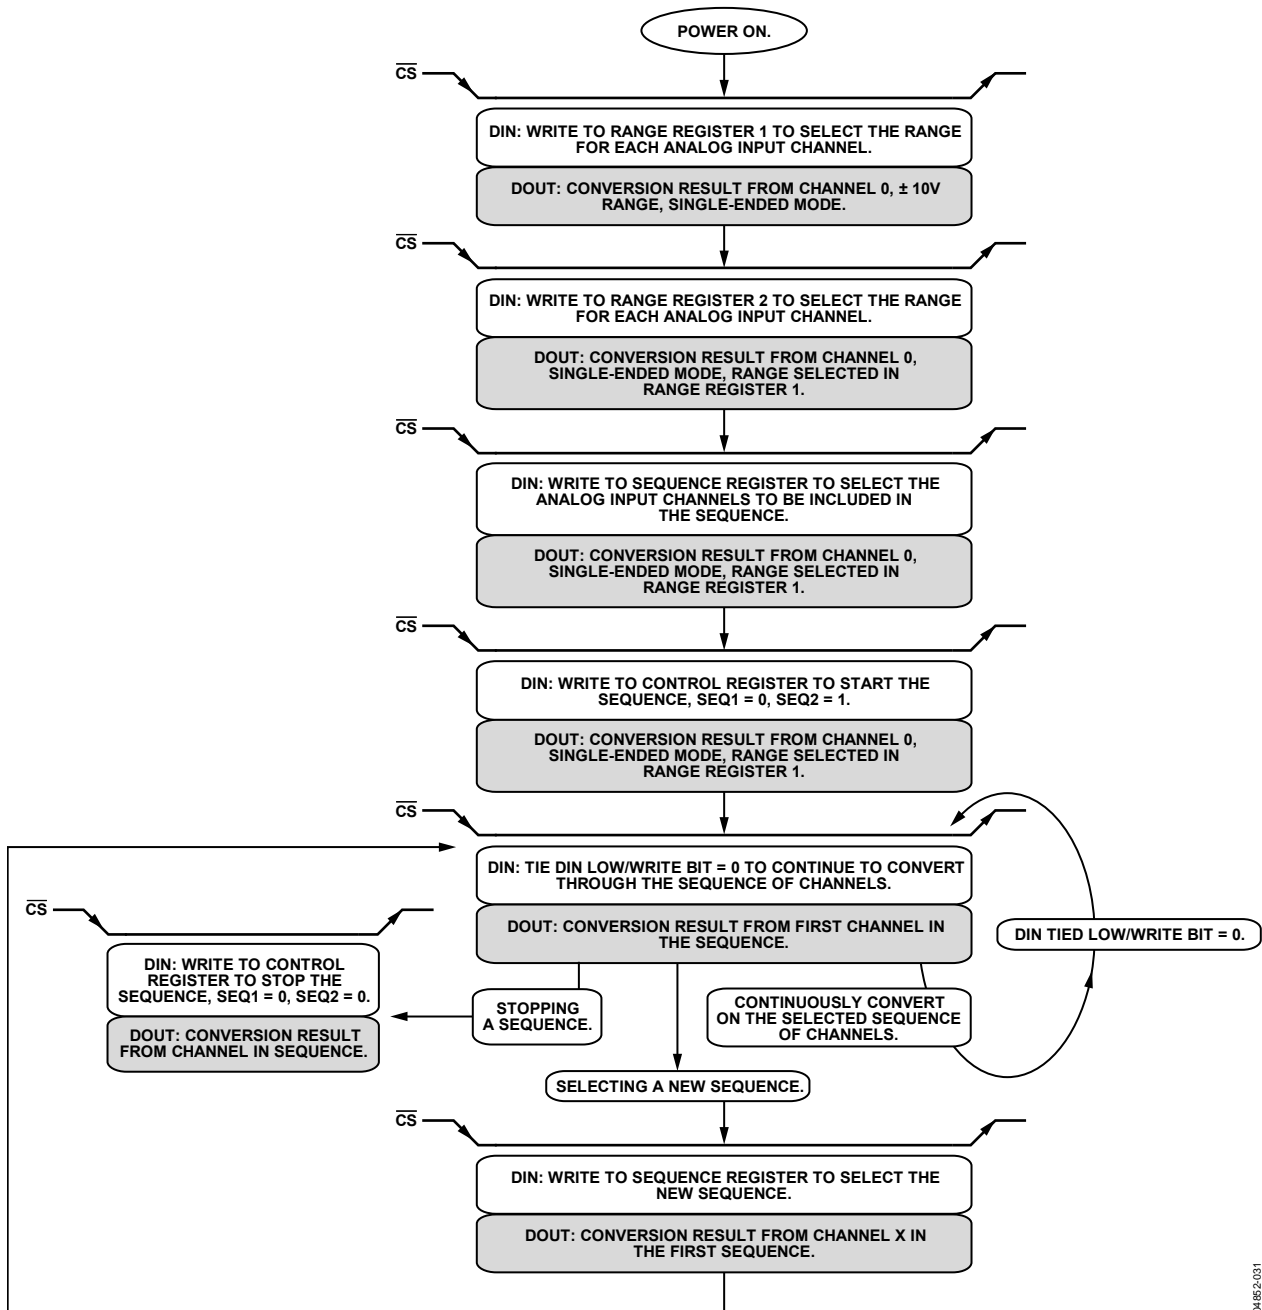 POWER ON.
CS
DIN: WRITE TO RANGE REGISTER 1 TO SELECT THE RANGE
FOR EACH ANALOG INPUT CHANNEL.
DOUT: CONVERSION RESULT FROM CHANNEL 0, ± 10V
RANGE, SINGLE-ENDED MODE.
CS
DIN: WRITE TO RANGE REGISTER 2 TO SELECT THE RANGE
FOR EACH ANALOG INPUT CHANNEL.
DOUT: CONVERSION RESULT FROM CHANNEL 0,
SINGLE-ENDED MODE, RANGE SELECTED IN
RANGE REGISTER 1.
CS
DIN: WRITE TO SEQUENCE REGISTER TO SELECT THE
ANALOG INPUT CHANNELS TO BE INCLUDED IN
THE SEQUENCE.
DOUT: CONVERSION RESULT FROM CHANNEL 0,
SINGLE-ENDED MODE, RANGE SELECTED IN
RANGE REGISTER 1.
CS
DIN: WRITE TO CONTROL REGISTER TO START THE
SEQUENCE, SEQ1 = 0, SEQ2 = 1.
DOUT: CONVERSION RESULT FROM CHANNEL 0,
SINGLE-ENDED MODE, RANGE SELECTED IN
RANGE REGISTER 1.
CS
DIN: TIE DIN LOW/WRITE BIT = 0 TO CONTINUE TO CONVERT
THROUGH THE SEQUENCE OF CHANNELS.
DOUT: CONVERSION RESULT FROM FIRST CHANNEL IN
THE SEQUENCE.
DIN TIED LOW/WRITE BIT = 0.
CS
DIN: WRITE TO CONTROL
REGISTER TO STOP THE
SEQUENCE, SEQ1 = 0, SEQ2 = 0.
DOUT: CONVERSION RESULT
FROM CHANNEL IN SEQUENCE.
STOPPING
A SEQUENCE.
CONTINUOUSLY CONVERT
ON THE SELECTED SEQUENCE
OF CHANNELS.
SELECTING A NEW SEQUENCE.
CS
DIN: WRITE TO SEQUENCE REGISTER TO SELECT THE
NEW SEQUENCE.
DOUT: CONVERSION RESULT FROM CHANNEL X IN
THE FIRST SEQUENCE.
04852-031